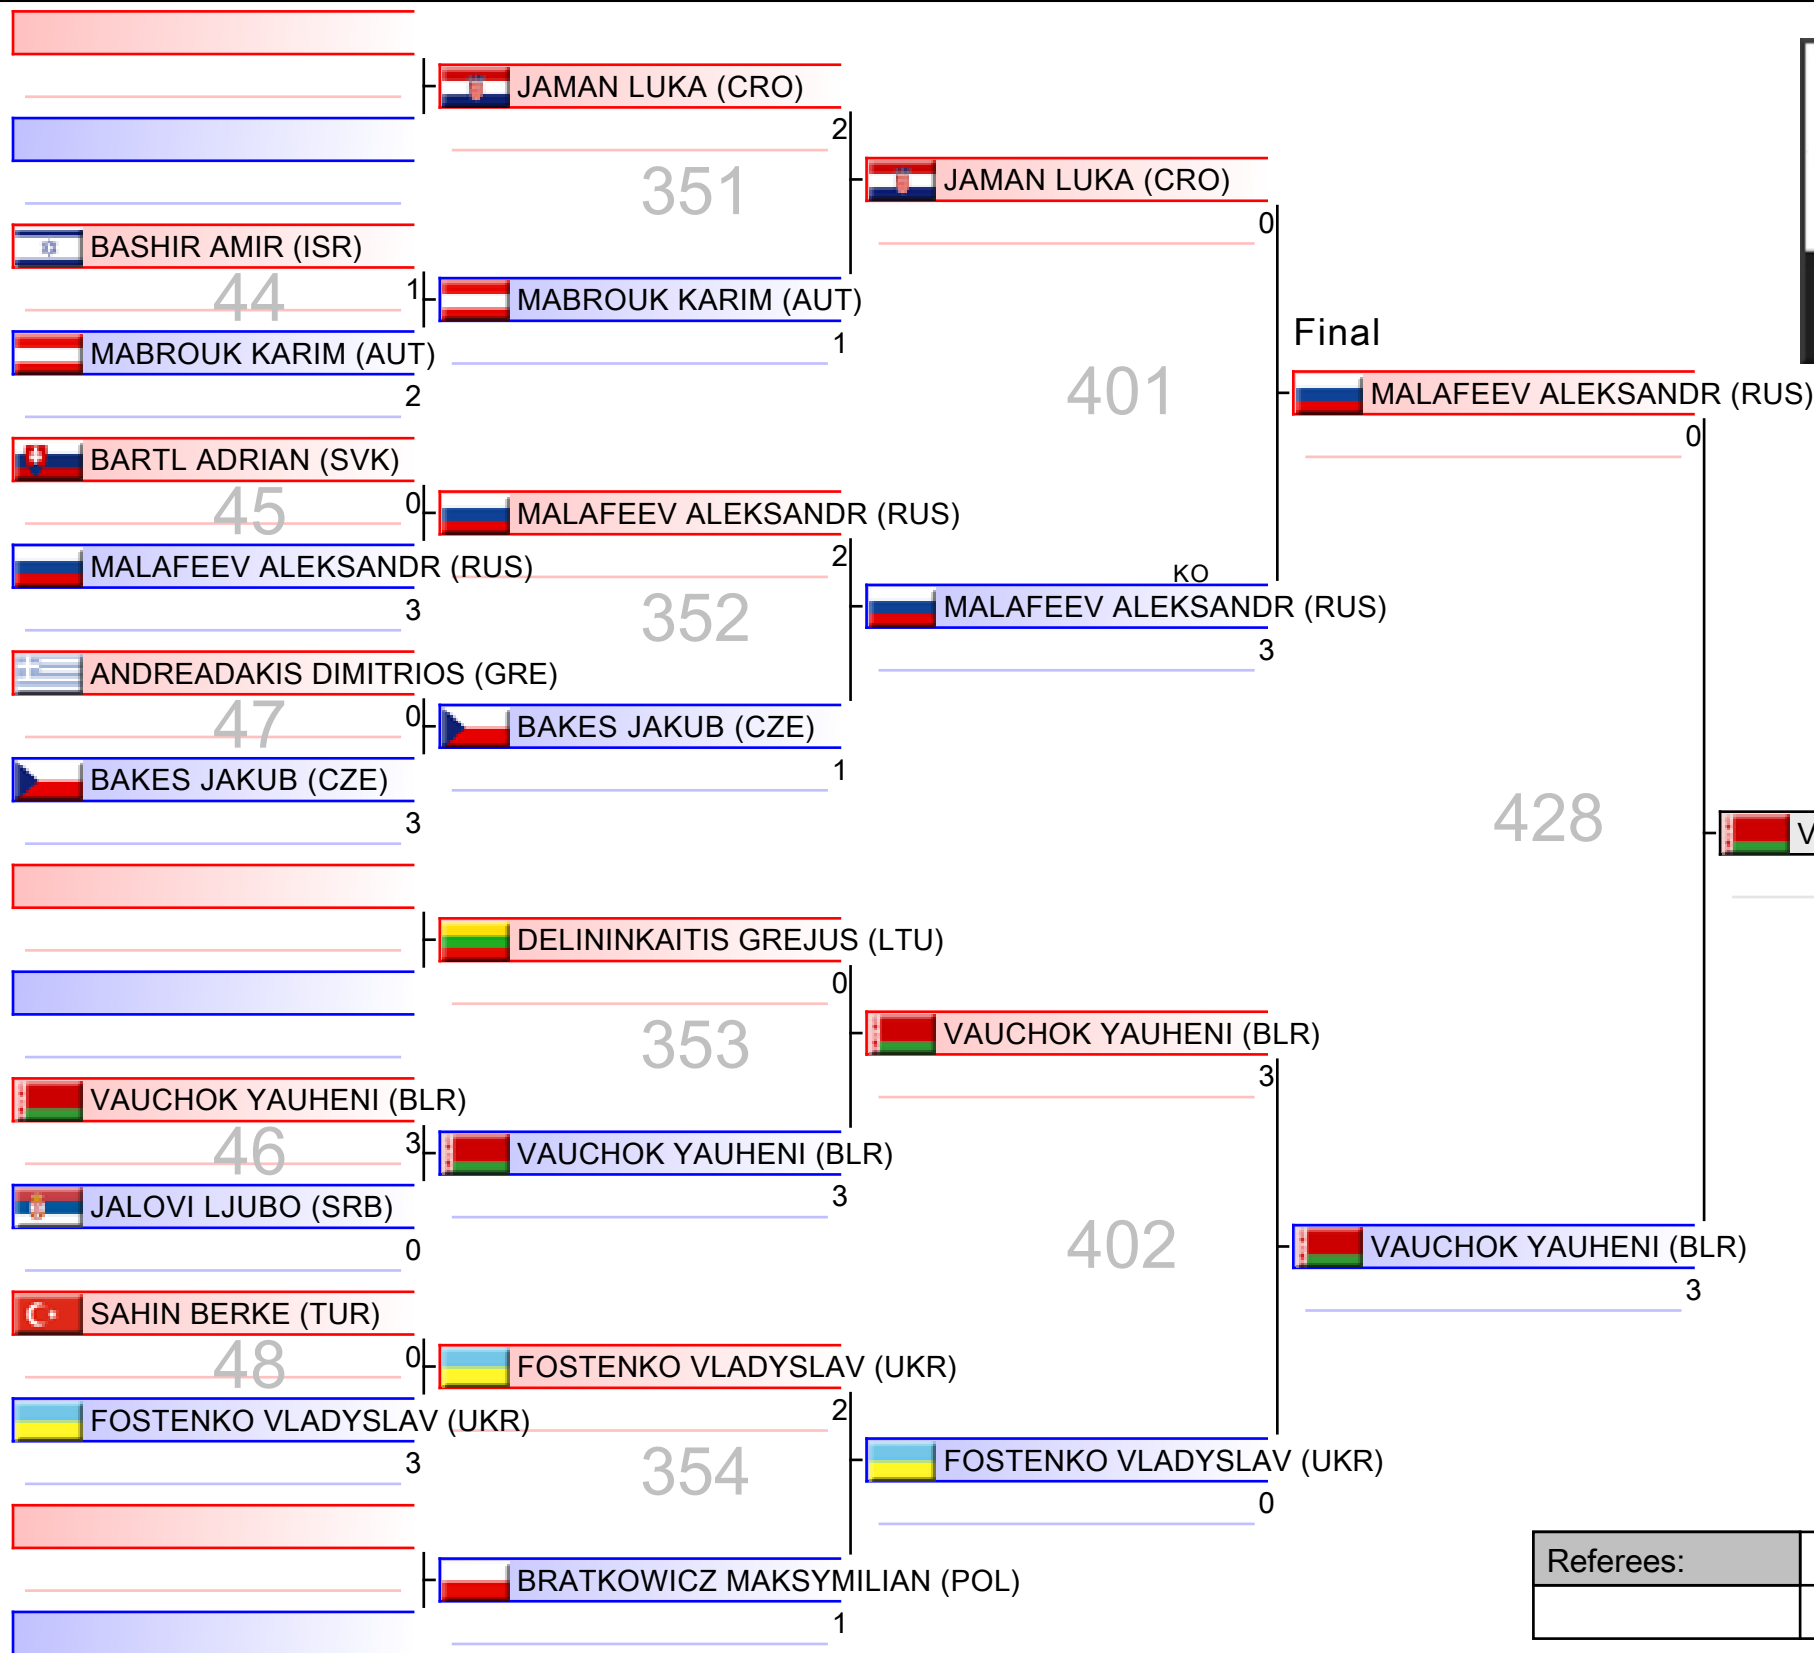 JAMAN LUKA (CRO)
2
351
JAMAN LUKA (CRO)
0
BASHIR AMIR (ISR)
44
1
MABROUK KARIM (AUT)
1
MABROUK KARIM (AUT)
2
401
Final
MALAFEEV ALEKSANDR (RUS)
0
BARTL ADRIAN (SVK)
45
0
MALAFEEV ALEKSANDR (RUS)
2
MALAFEEV ALEKSANDR (RUS)
3
352
KO
MALAFEEV ALEKSANDR (RUS)
3
ANDREADAKIS DIMITRIOS (GRE)
47
0
BAKES JAKUB (CZE)
1
BAKES JAKUB (CZE)
3
428
V
DELININKAITIS GREJUS (LTU)
0
353
VAUCHOK YAUHENI (BLR)
3
VAUCHOK YAUHENI (BLR)
46
3
VAUCHOK YAUHENI (BLR)
3
JALOVI LJUBO (SRB)
0
402
VAUCHOK YAUHENI (BLR)
3
SAHIN BERKE (TUR)
48
0
FOSTENKO VLADYSLAV (UKR)
2
FOSTENKO VLADYSLAV (UKR)
3
354
FOSTENKO VLADYSLAV (UKR)
0
BRATKOWICZ MAKSYMILIAN (POL)
1
Referees: